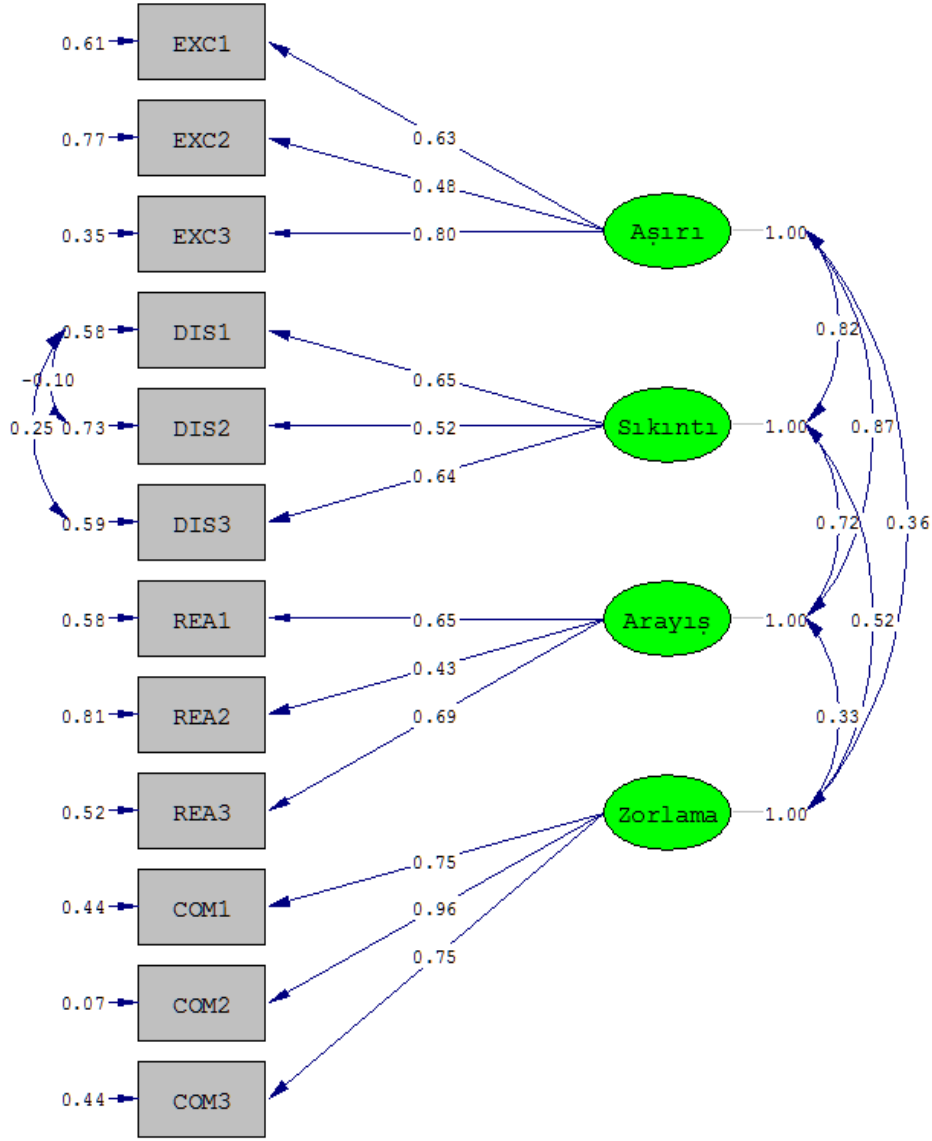 0.61 EXC1
0.63
0.77 EXC2
0.48
0.35 EXC3 0.80 Aşırı 1.00
0.58 DIS1 0.82
-0.10 0.65
0.25 0.73 DIS2 0.52 Sıkıntı 1.00 0.87
0.64
0.59 DIS3 0.72 0.36
0.58 REA1 0.65 Arayış 1.00 0.52
0.43
0.81 REA2 0.69 0.33
0.52 REA3 Zorlama 1.00
0.75
0.44 COM1 0.96
0.75
0.07 COM2
0.44 COM3